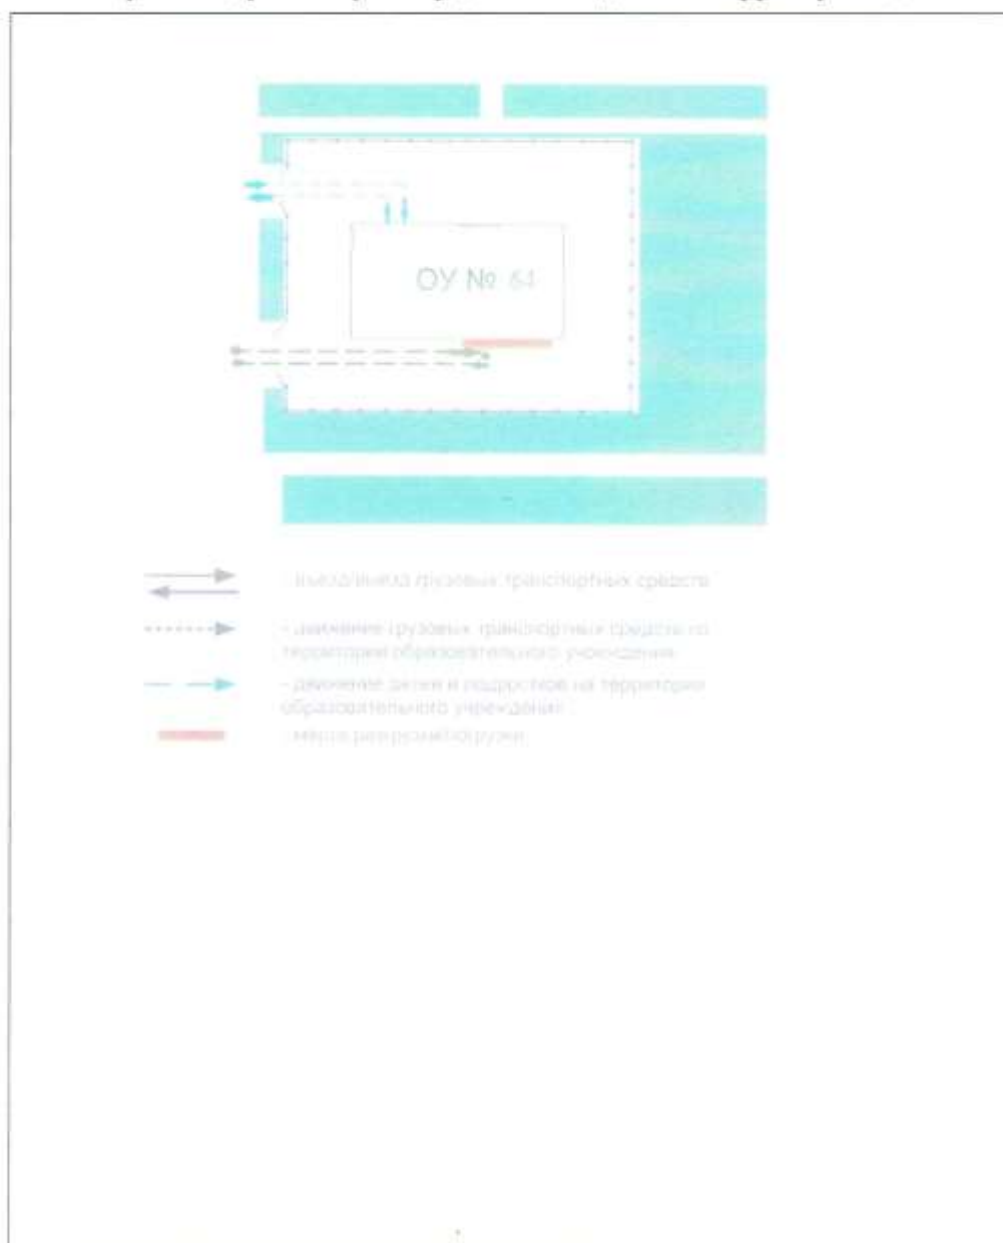 ОУ № 64
- въезд/выезд грузовых транспортных средств
- движение грузовых транспортных средств по
территории образовательного учреждения
- движение детей и подростков на территории
образовательного учреждения
- место разгрузки/погрузки